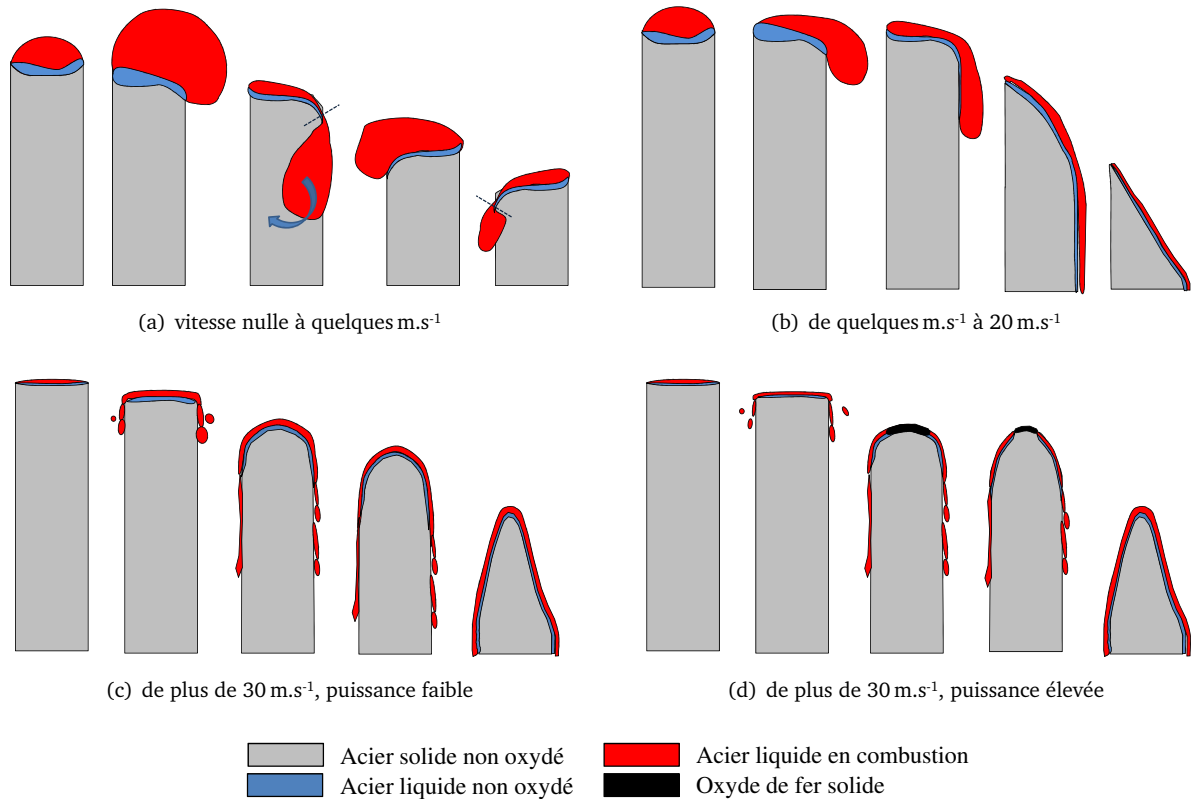 (a) vitesse nulle à quelques m.s-1
(b) de quelques m.s-1 à 20 m.s-1
(c) de plus de 30 m.s-1, puissance faible
(d) de plus de 30 m.s-1, puissance élevée
Acier solide non oxydé
Acier liquide en combustion
Acier liquide non oxydé
Oxyde de fer solide